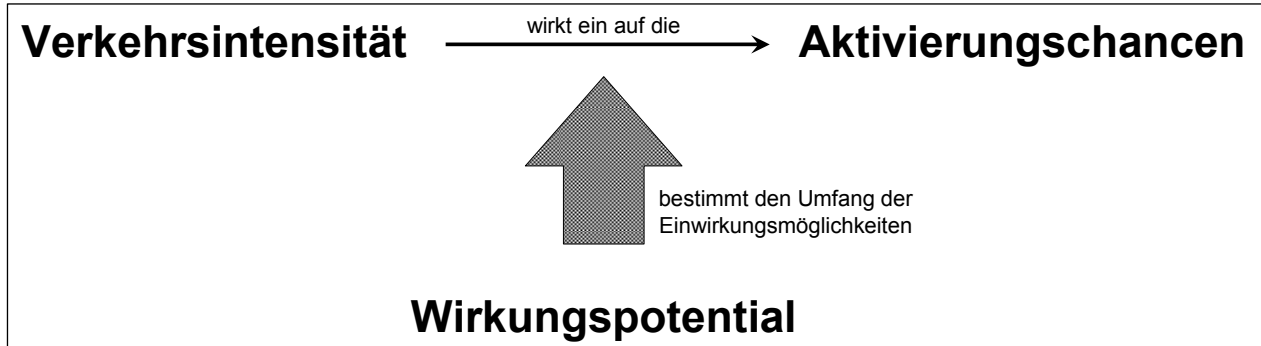 wirkt ein auf die
Verkehrsintensität
Aktivierungschancen
bestimmt den Umfang der
Einwirkungsmöglichkeiten
Wirkungspotential